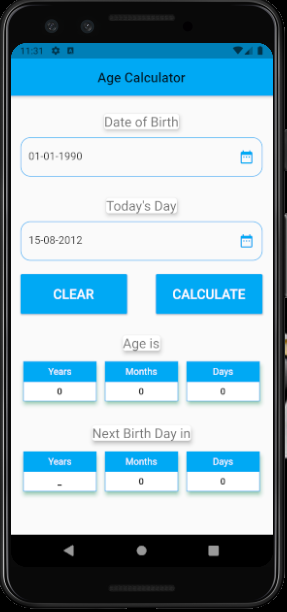 11:31
Age Calculator
Date of Birth
01-01-1990
Today's Day
15-08-2012
CLEAR CALCULATE
Age is
Years Months Days
0 0 0
Next Birth Day in
Years Months Days
_ 0 0